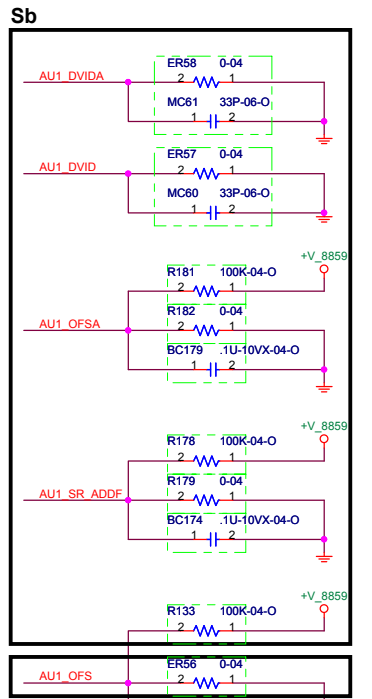 Sb
ER58 0-04
AU1_DVIDA 2 1
MC61 33P-06-O
1 2
ER57 0-04
AU1_DVID 2 1
MC60 33P-06-O
1 2
+V_8859
R181 100K-04-O
2 1
R182 0-04
AU1_OFSA 2 1
BC179 .1U-10VX-04-O
1 2
+V_8859
R178 100K-04-O
2 1
R179 0-04
AU1_SR_ADDF 2 1
BC174 .1U-10VX-04-O
1 2
+V_8859
R133 100K-04-O
2 1
ER56 0-04
AU1_OFS 2 1